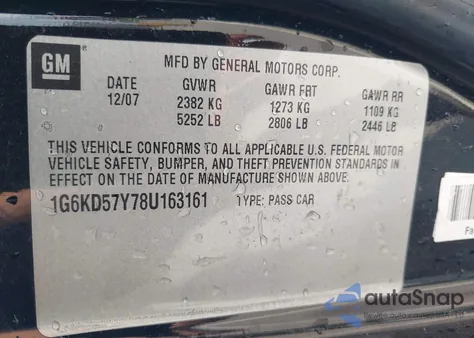 GM
MFD BY GENERAL MOTORS CORP.
DATE GVWR GAWR FRT GAWR RR
12/07 2382 KG 1273 KG 1109 KG
5252 LB 2806 LB 2446 LB
THIS VEHICLE CONFORMS TO ALL APPLICABLE U.S. FEDERAL MOTOR
VEHICLE SAFETY, BUMPER, AND THEFT PREVENTION STANDARDS IN
EFFECT ON THE DATE OF MANUFACTURE SHOWN ABOVE.
1G6KD57Y78U163161 TYPE: PASS CAR
Fa
autoSnap